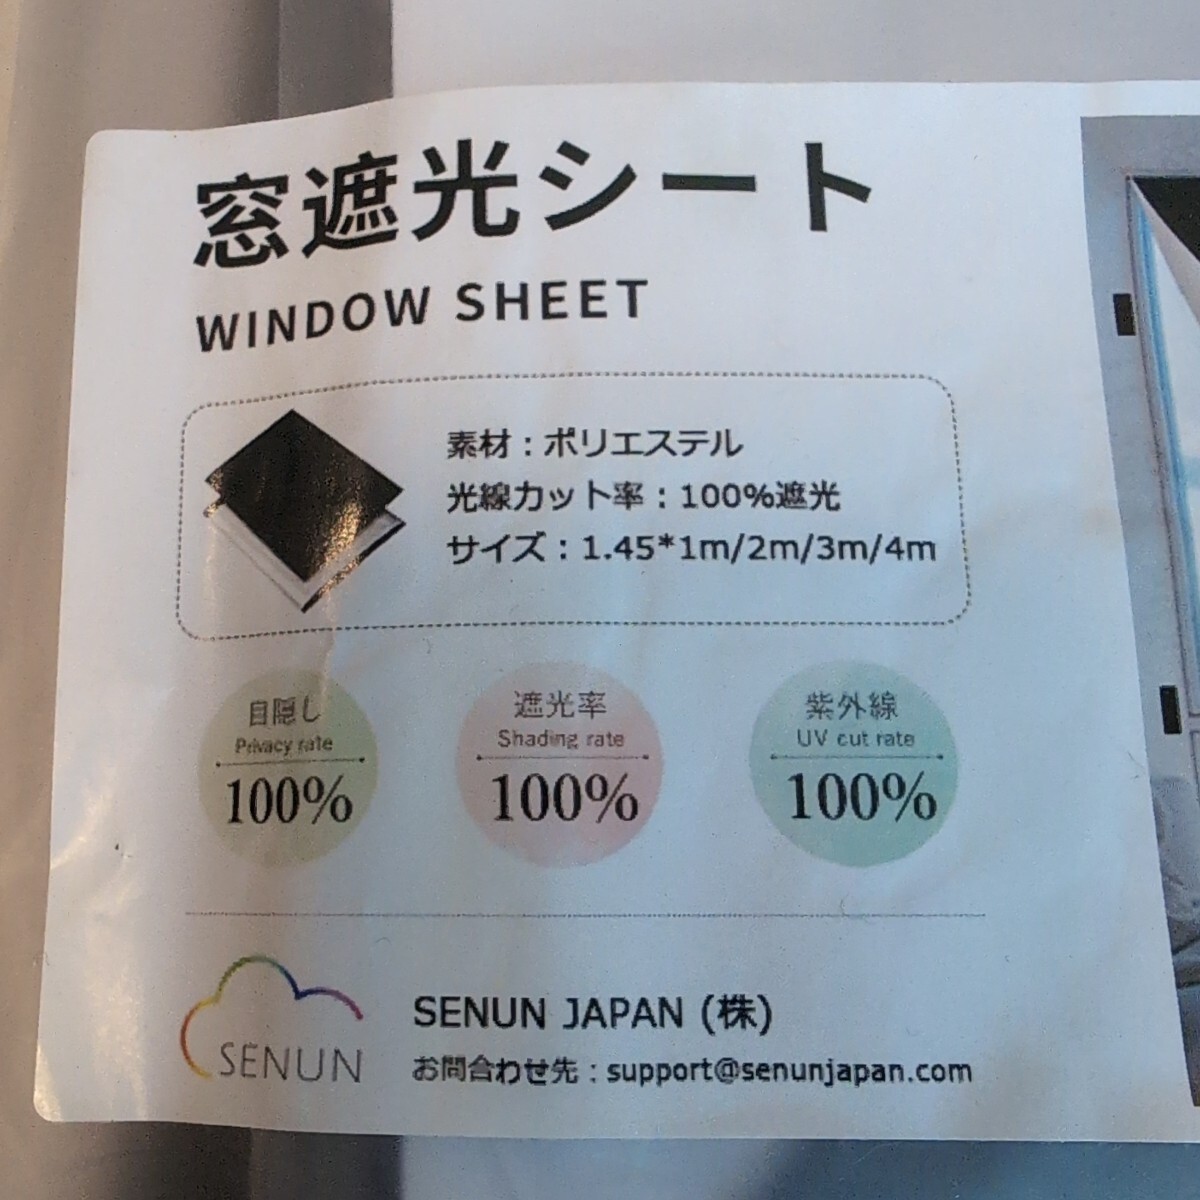 窓遮光シート
WINDOW SHEET
素材：ポリエステル
光線カット率：100%遮光
サイズ：1.45*1m/2m/3m/4m
目隠し
Privacy rate
100%
遮光率
Shading rate
100%
紫外線
UV cut rate
100%
SENUN
SENUN JAPAN (株)
お問合わせ先：support@senunjapan.com